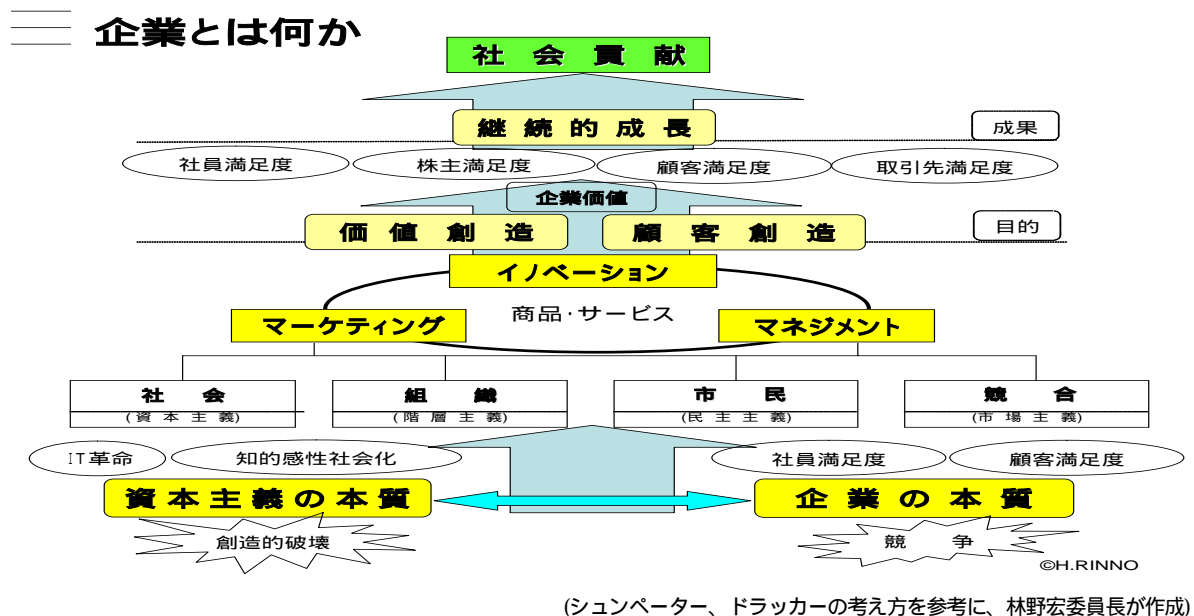 企業とは何か
社会貢献
継続的成長
成果
社員満足度 株主満足度 顧客満足度 取引先満足度
企業価値
価値創造 顧客創造
目的
イノベーション
商品・サービス
マーケティング マネジメント
社会 組織 市民 競合
(資本主義) (階層主義) (民主主義) (市場主義)
IT革命 知的感性社会化 社員満足度 顧客満足度
資本主義の本質 企業の本質
創造的破壊 競争
©H.RINNO
(シュンペーター、ドラッカーの考え方を参考に、林野宏委員長が作成)